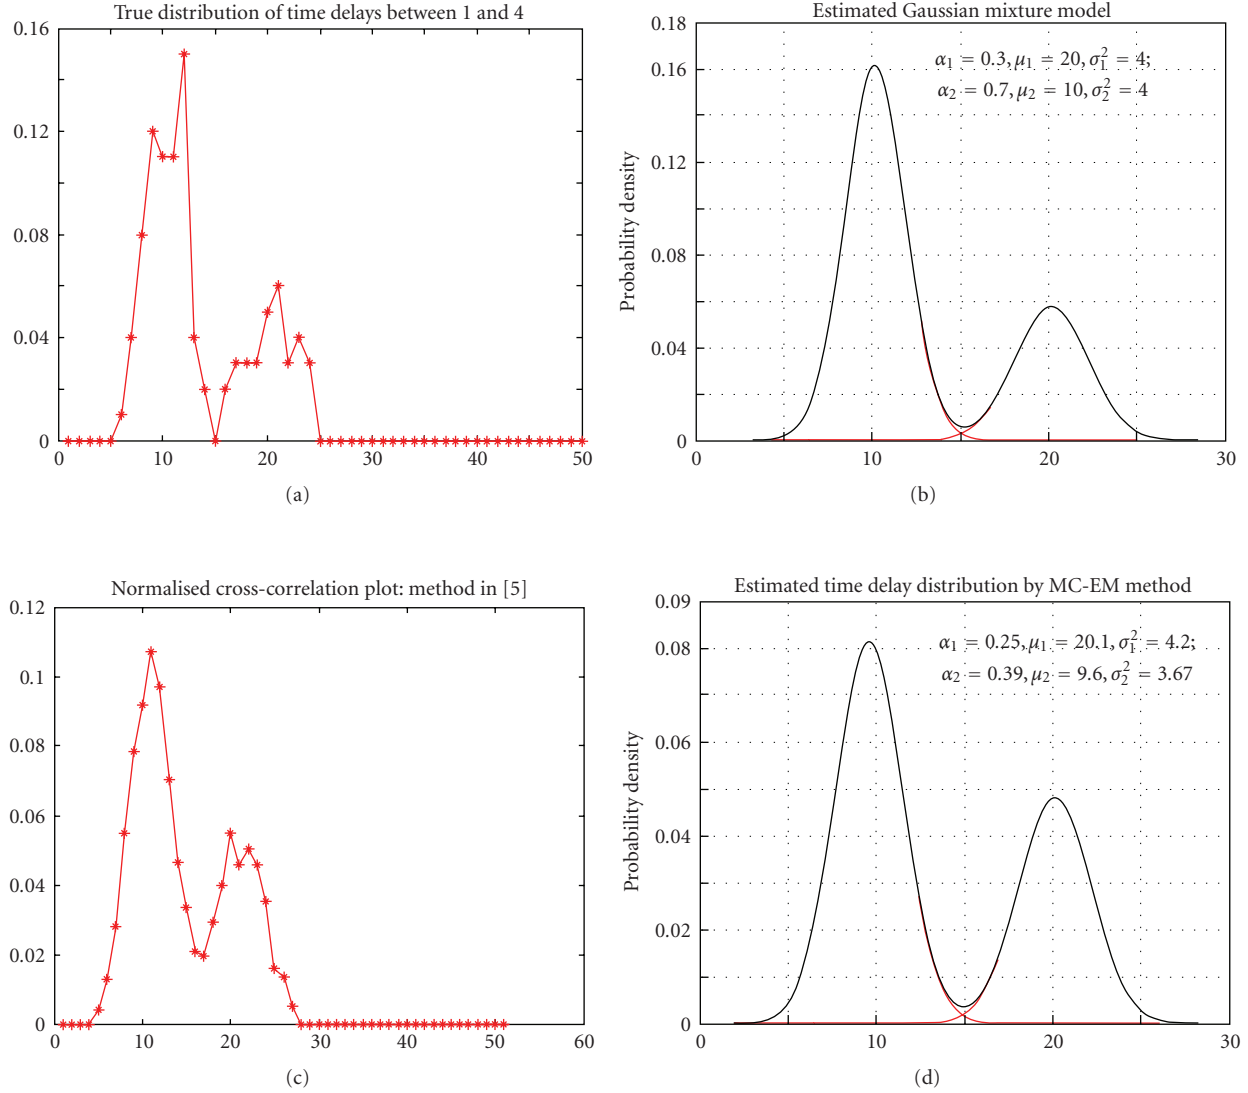 True distribution of time delays between 1 and 4
0.16
0.12
0.08
0.04
0
0 10 20 30 40 50
(a)
Estimated Gaussian mixture model
α₁ = 0.3, μ₁ = 20, σ₁² = 4;
α₂ = 0.7, μ₂ = 10, σ₂² = 4
Probability density
0.18
0.16
0.12
0.08
0.04
0
0 10 20 30
(b)
Normalised cross-correlation plot: method in [5]
0.12
0.1
0.08
0.06
0.04
0.02
0
0 10 20 30 40 50 60
(c)
Estimated time delay distribution by MC-EM method
α₁ = 0.25, μ₁ = 20.1, σ₁² = 4.2;
α₂ = 0.39, μ₂ = 9.6, σ₂² = 3.67
Probability density
0.09
0.08
0.06
0.04
0.02
0
0 10 20 30
(d)